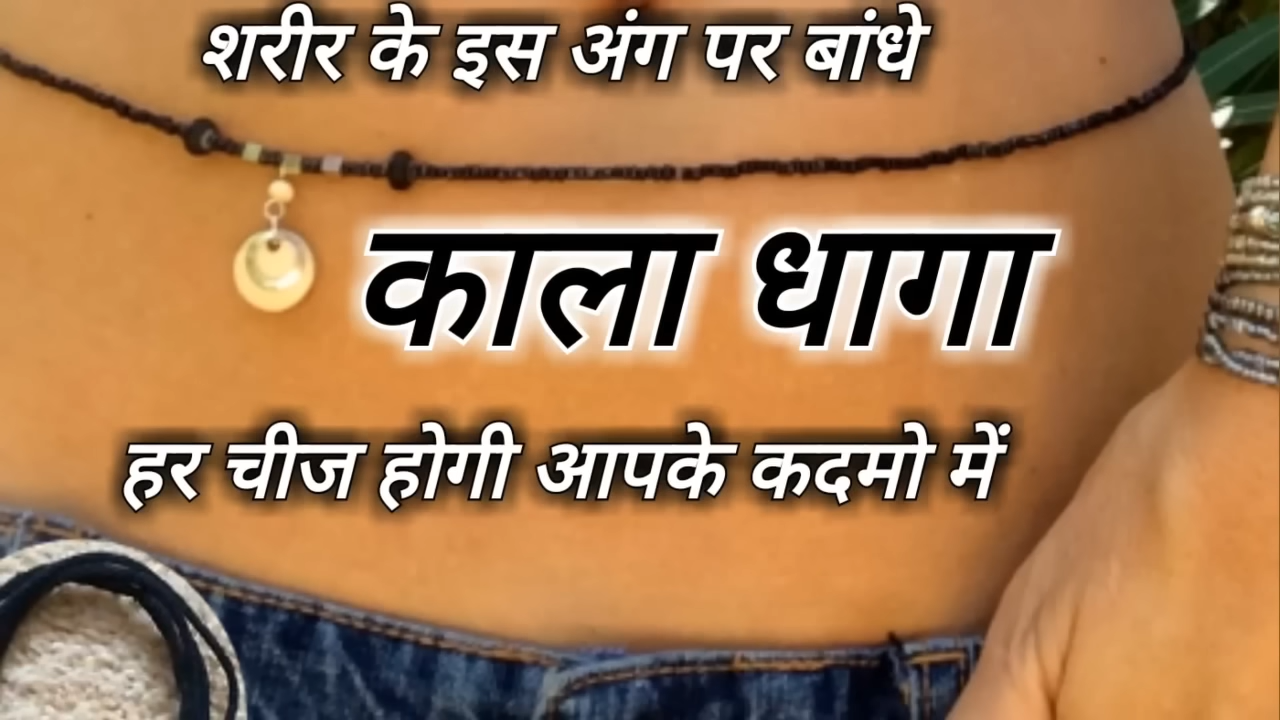 शरीर के इस अंग पर बांधे
काला धागा
हर चीज होगी आपके कदमो में